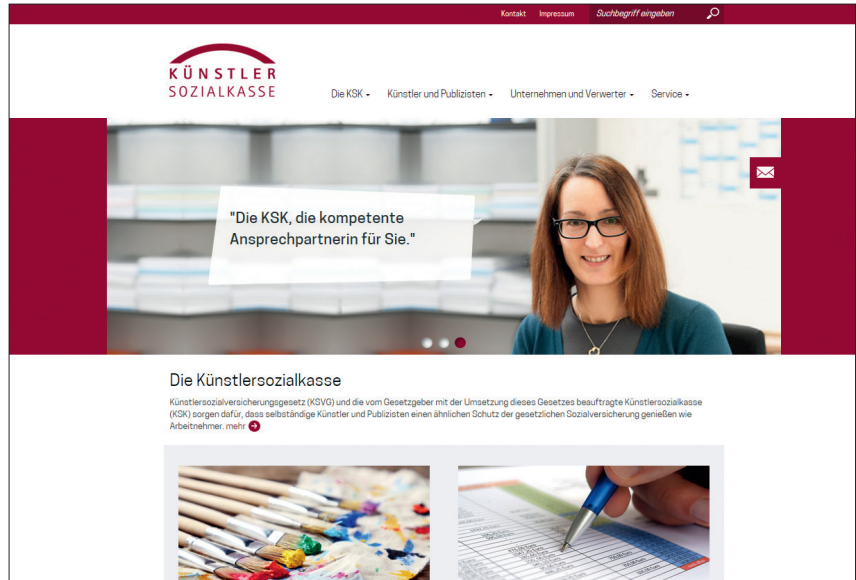 Kontakt Impressum Suchbegriff eingeben
KÜNSTLER
SOZIALKASSE
Die KSK Künstler und Publizisten Unternehmen und Verwerter Service
"Die KSK, die kompetente
Ansprechpartnerin für Sie."
Die Künstlersozialkasse
Künstlersozialversicherungsgesetz (KSVG) und die vom Gesetzgeber mit der Umsetzung dieses Gesetzes beauftragte Künstlersozialkasse
(KSK) sorgen dafür, dass selbständige Künstler und Publizisten einen ähnlichen Schutz der gesetzlichen Sozialversicherung genießen wie
Arbeitnehmer. mehr